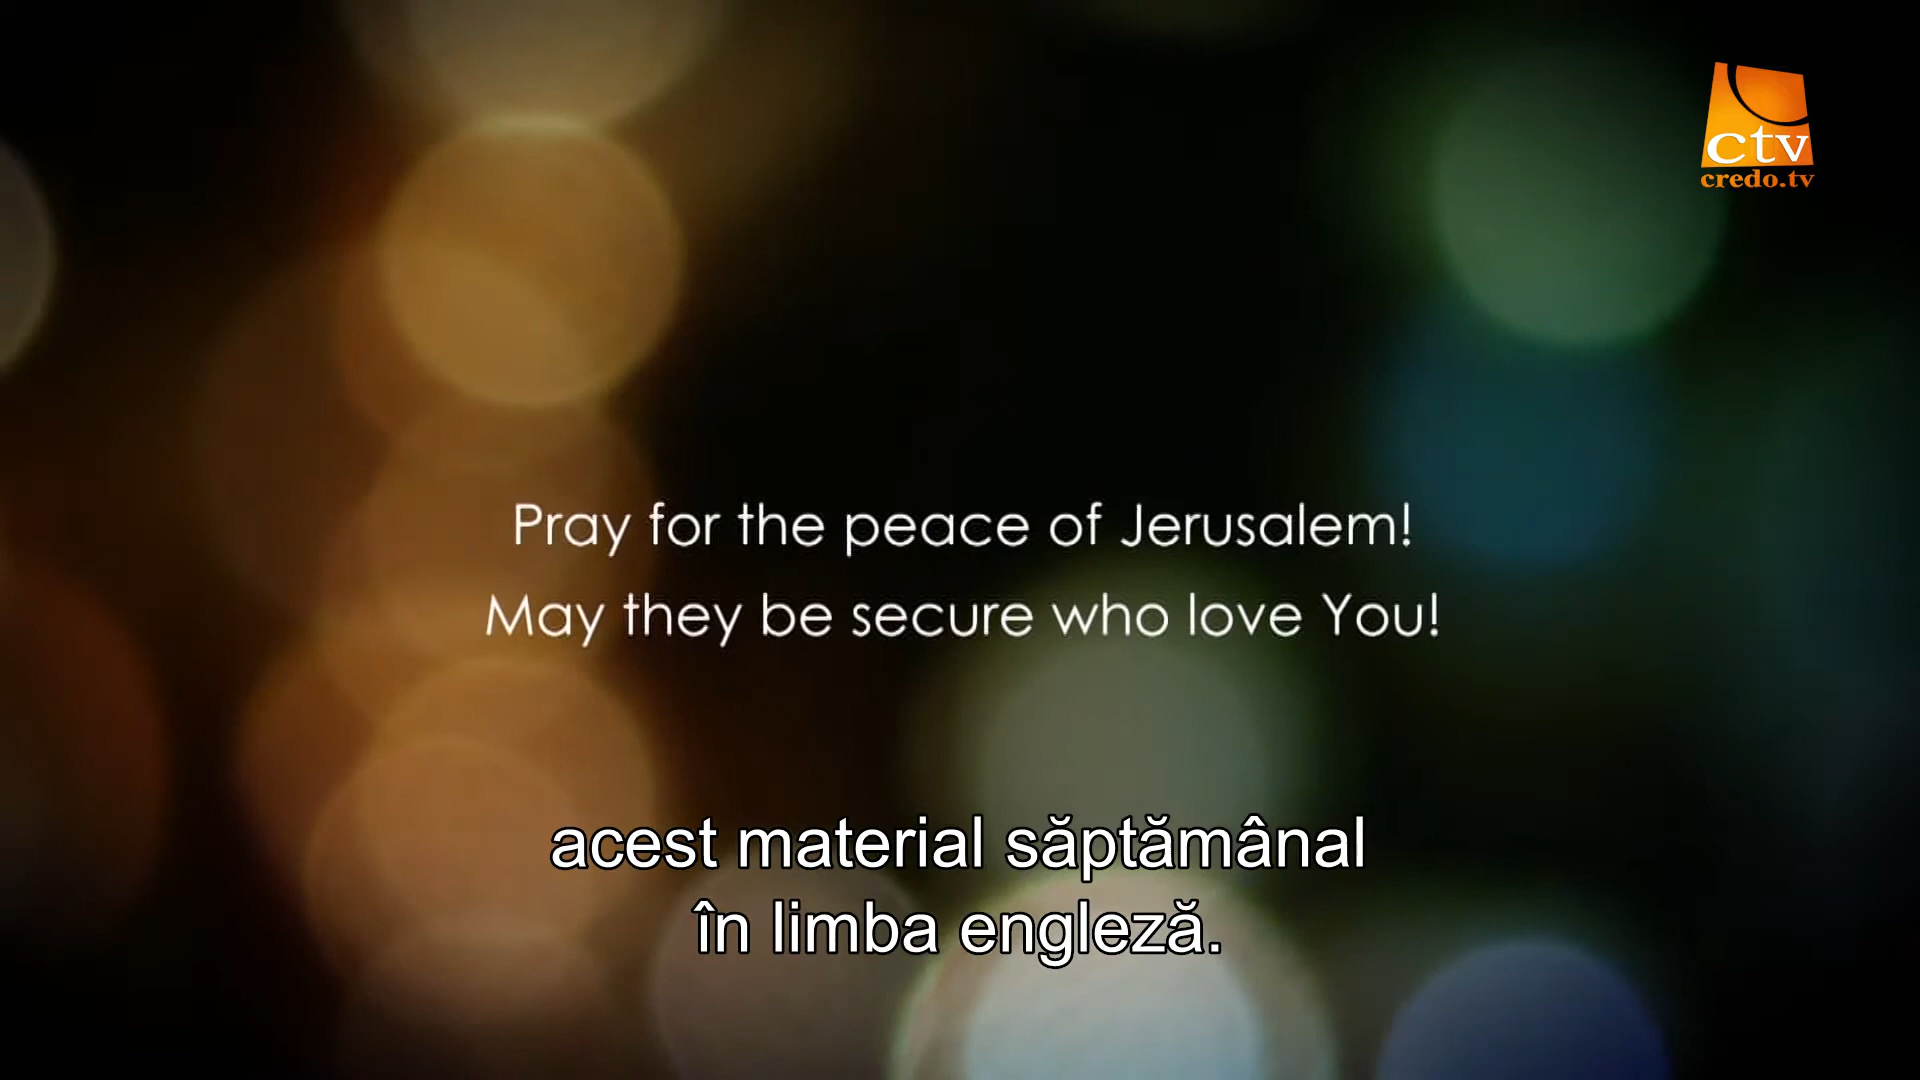 ctv
credo.tv
Pray for the peace of Jerusalem!
May they be secure who love You!
acest material săptămânal
în limba engleză.